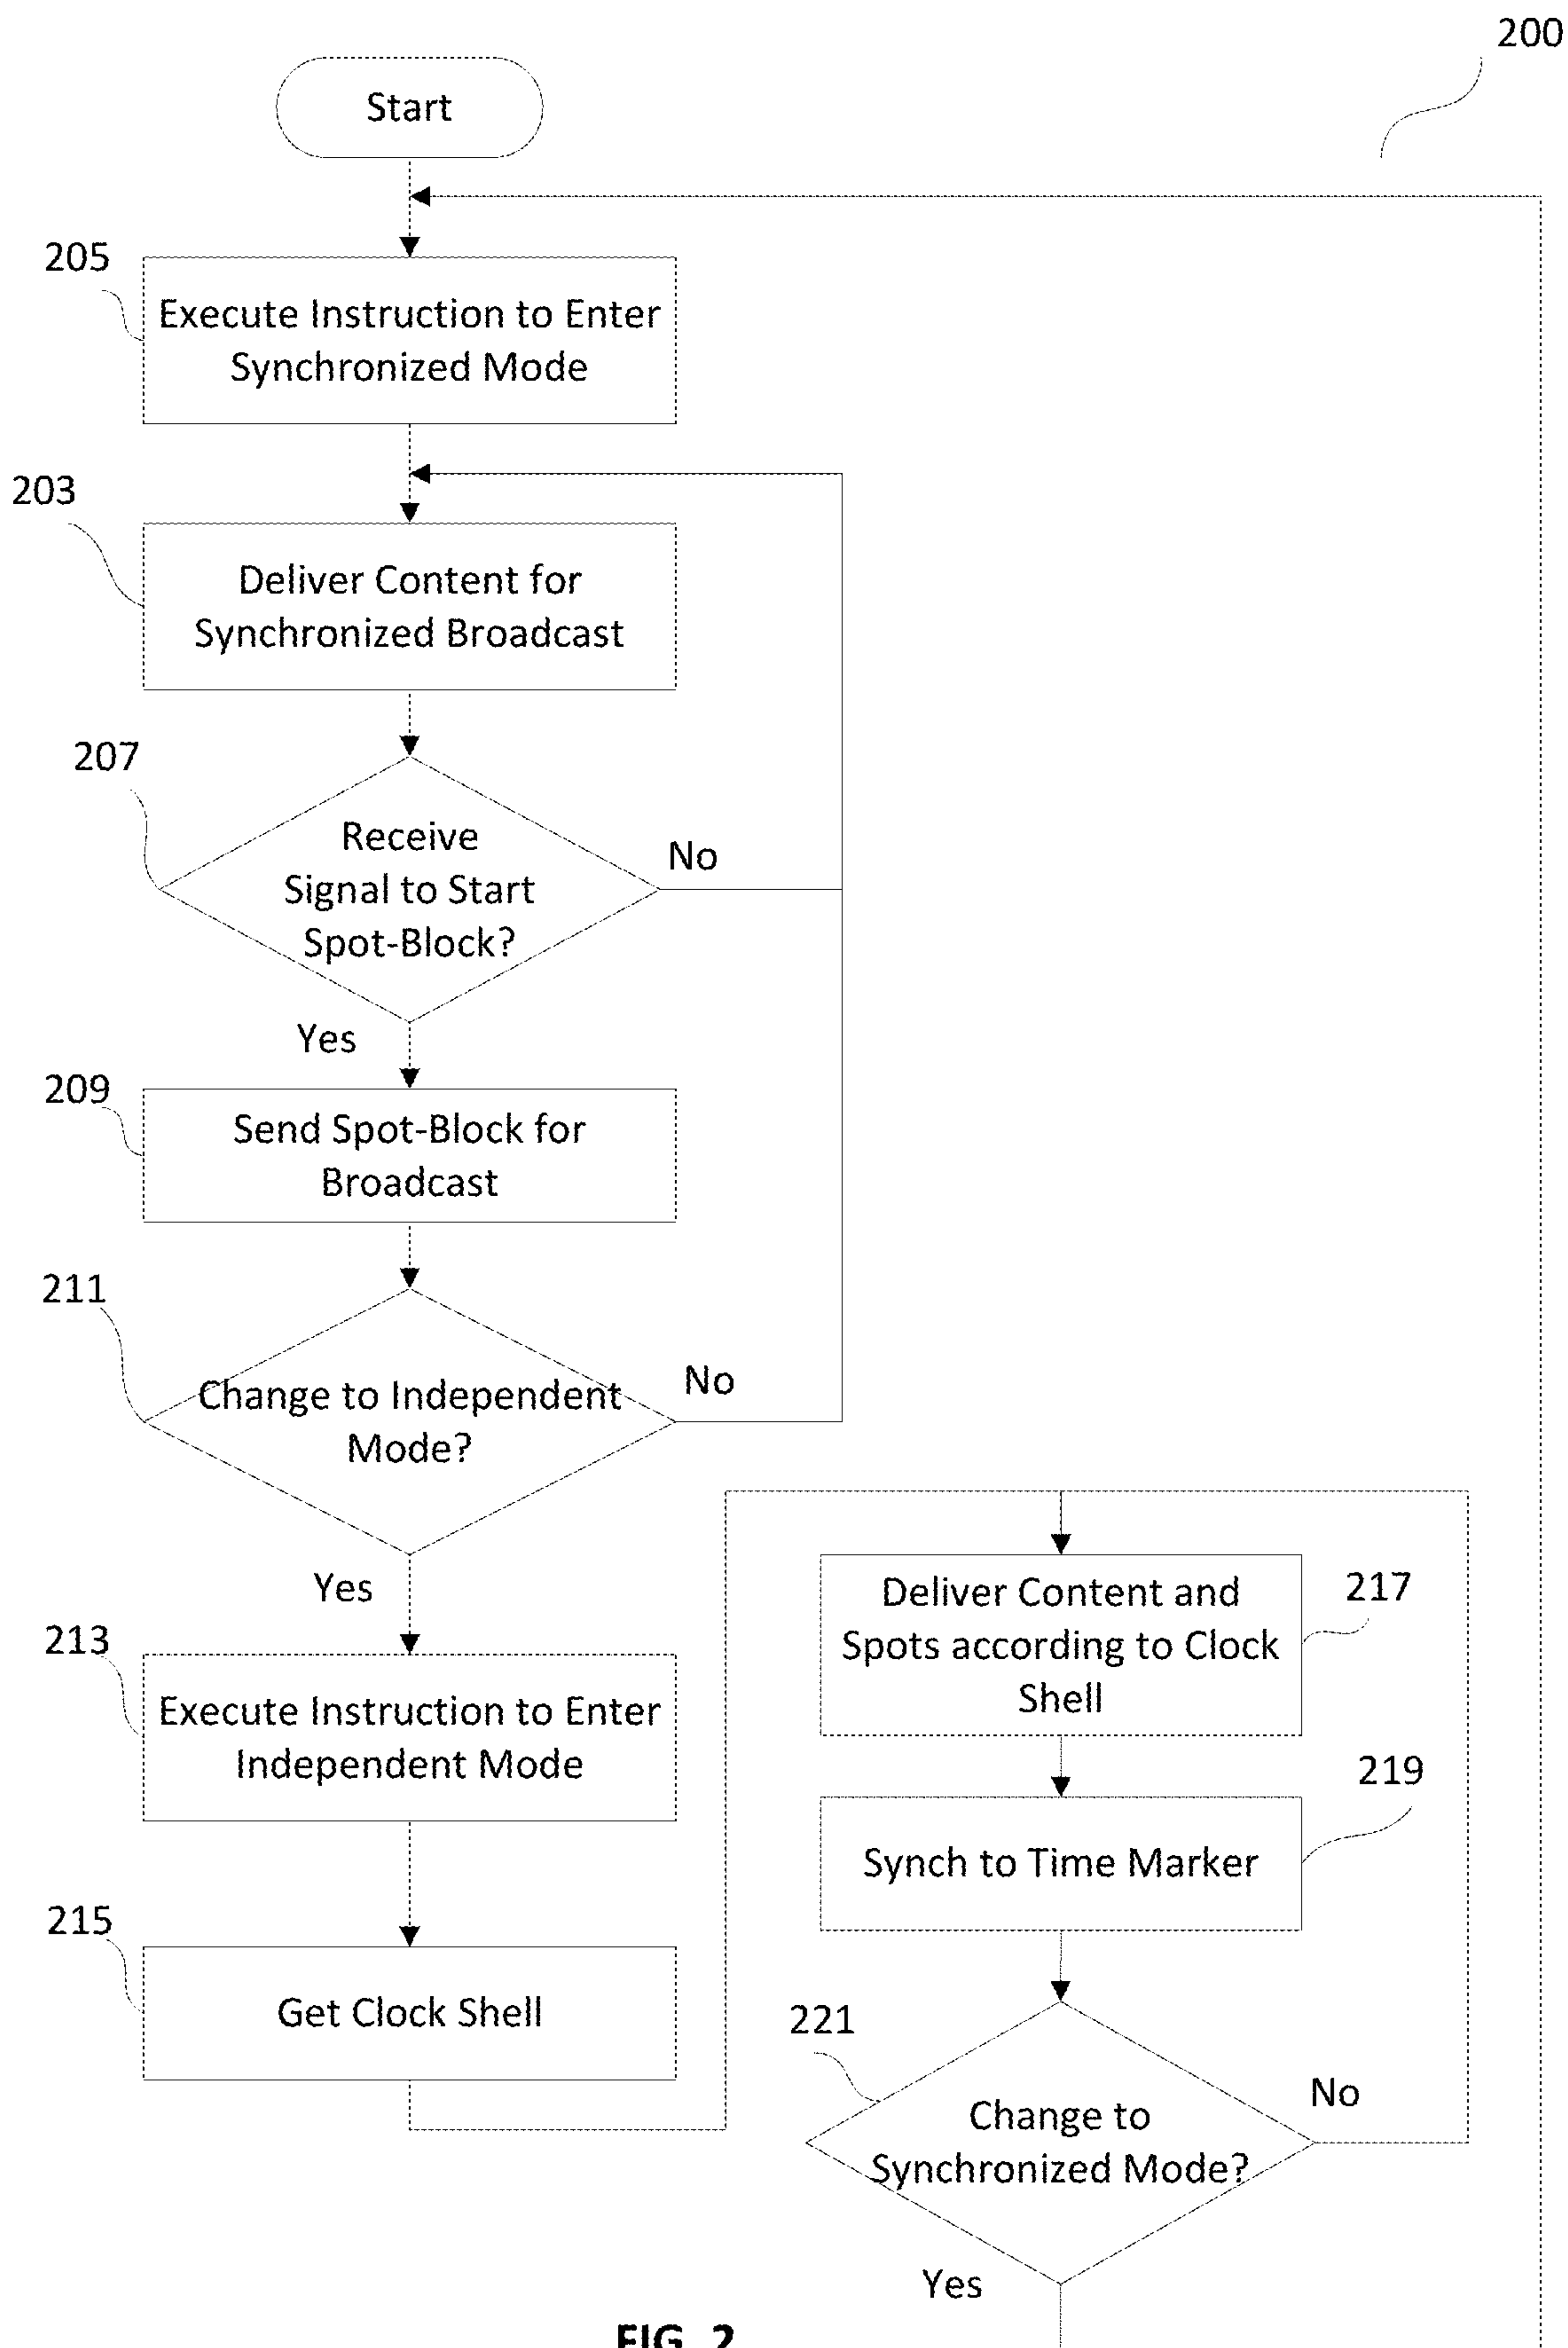 200
Start
205
Execute Instruction to Enter
Synchronized Mode
203
Deliver Content for
Synchronized Broadcast
207
Receive
Signal to Start
Spot-Block?
No
Yes
209
Send Spot-Block for
Broadcast
211
Change to Independent
Mode?
No
Yes
213
Execute Instruction to Enter
Independent Mode
215
Get Clock Shell
217
Deliver Content and
Spots according to Clock
Shell
219
Synch to Time Marker
221
Change to
Synchronized Mode?
No
Yes
FIG. 2